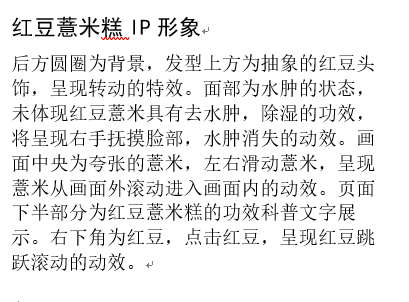 红豆薏米糕 IP 形象
后方圆圈为背景，发型上方为抽象的红豆头
饰，呈现转动的特效。面部为水肿的状态，
未体现红豆薏米具有去水肿，除湿的功效，
将呈现右手抚摸脸部，水肿消失的动效。画
面中央为夸张的薏米，左右滑动薏米，呈现
薏米从画面外滚动进入画面内的动效。页面
下半部分为红豆薏米糕的功效科普文字展
示。右下角为红豆，点击红豆，呈现红豆跳
跃滚动的动效。